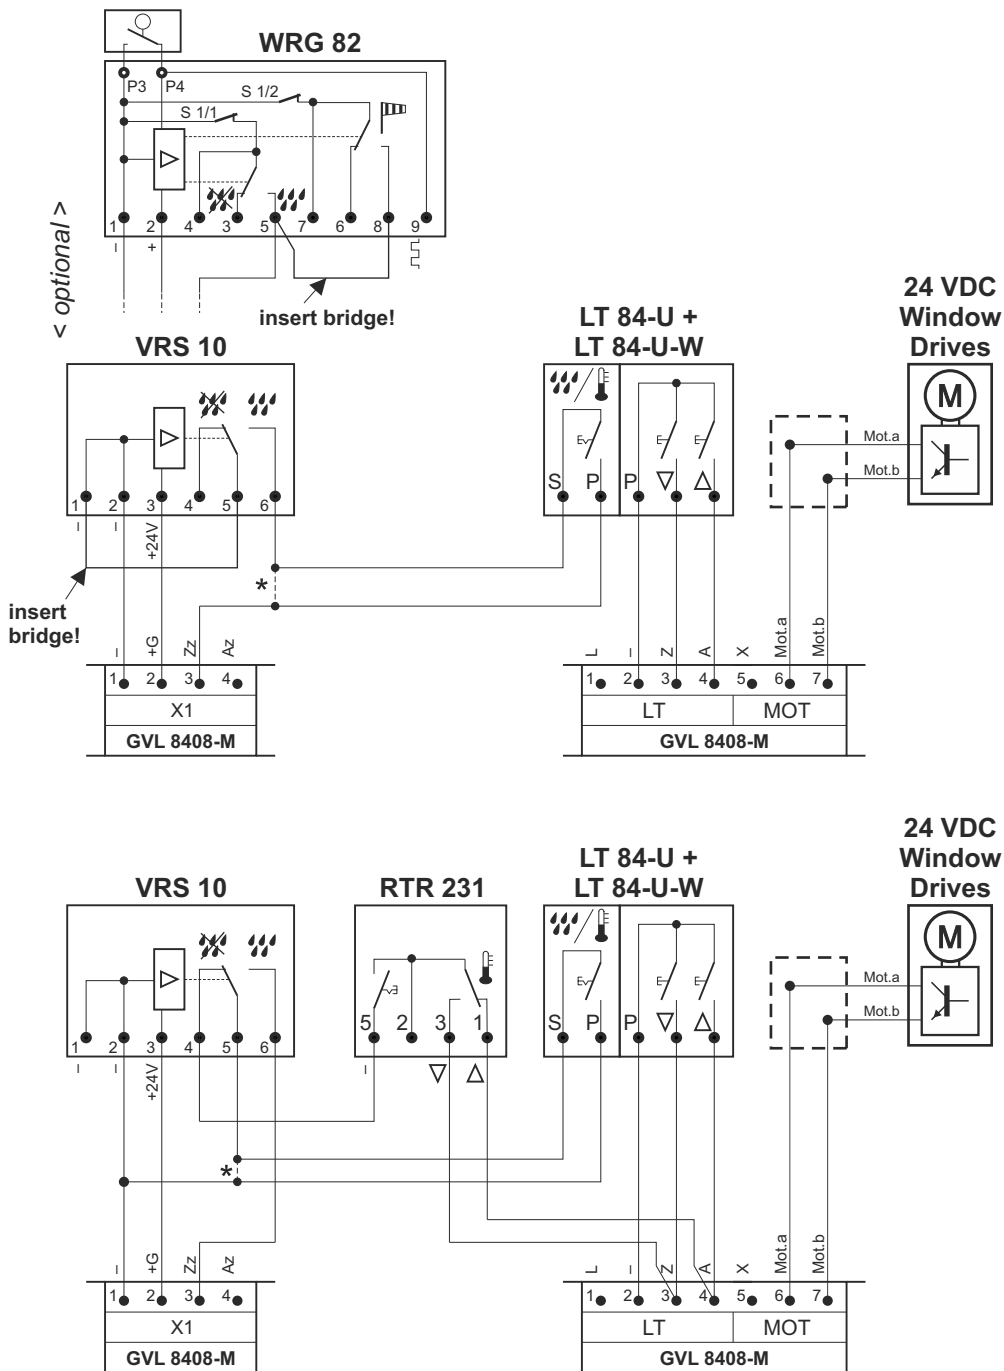 WRG 82
P3 P4
S 1/2
S 1/1
1 2 4 3 5 7 6 8 9
– +
< optional >
insert bridge!
VRS 10
LT 84-U +
LT 84-U-W
24 VDC
Window
Drives
M
Mot.a
Mot.b
S P P
1 2 3 4 5 6
– – +24V
*
insert
bridge!
– +G Zz Az
1 2 3 4
X1
GVL 8408-M
L – Z A X Mot.a Mot.b
1 2 3 4 5 6 7
LT MOT
GVL 8408-M
VRS 10
RTR 231
LT 84-U +
LT 84-U-W
24 VDC
Window
Drives
M
Mot.a
Mot.b
5 2 3 1
S P P
1 2 3 4 5 6
– – +24V
–
*
– +G Zz Az
1 2 3 4
X1
GVL 8408-M
L – Z A X Mot.a Mot.b
1 2 3 4 5 6 7
LT MOT
GVL 8408-M